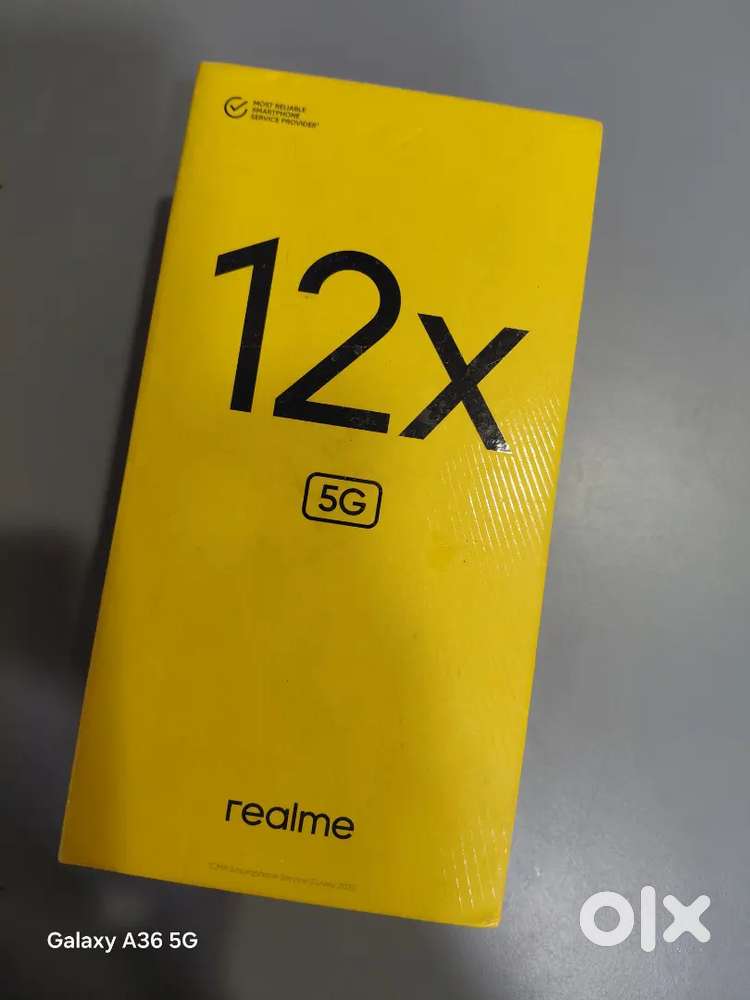 MOST RELIABLE
SMARTPHONE
SERVICE PROVIDER*
12x
5G
realme
Galaxy A36 5G
olx